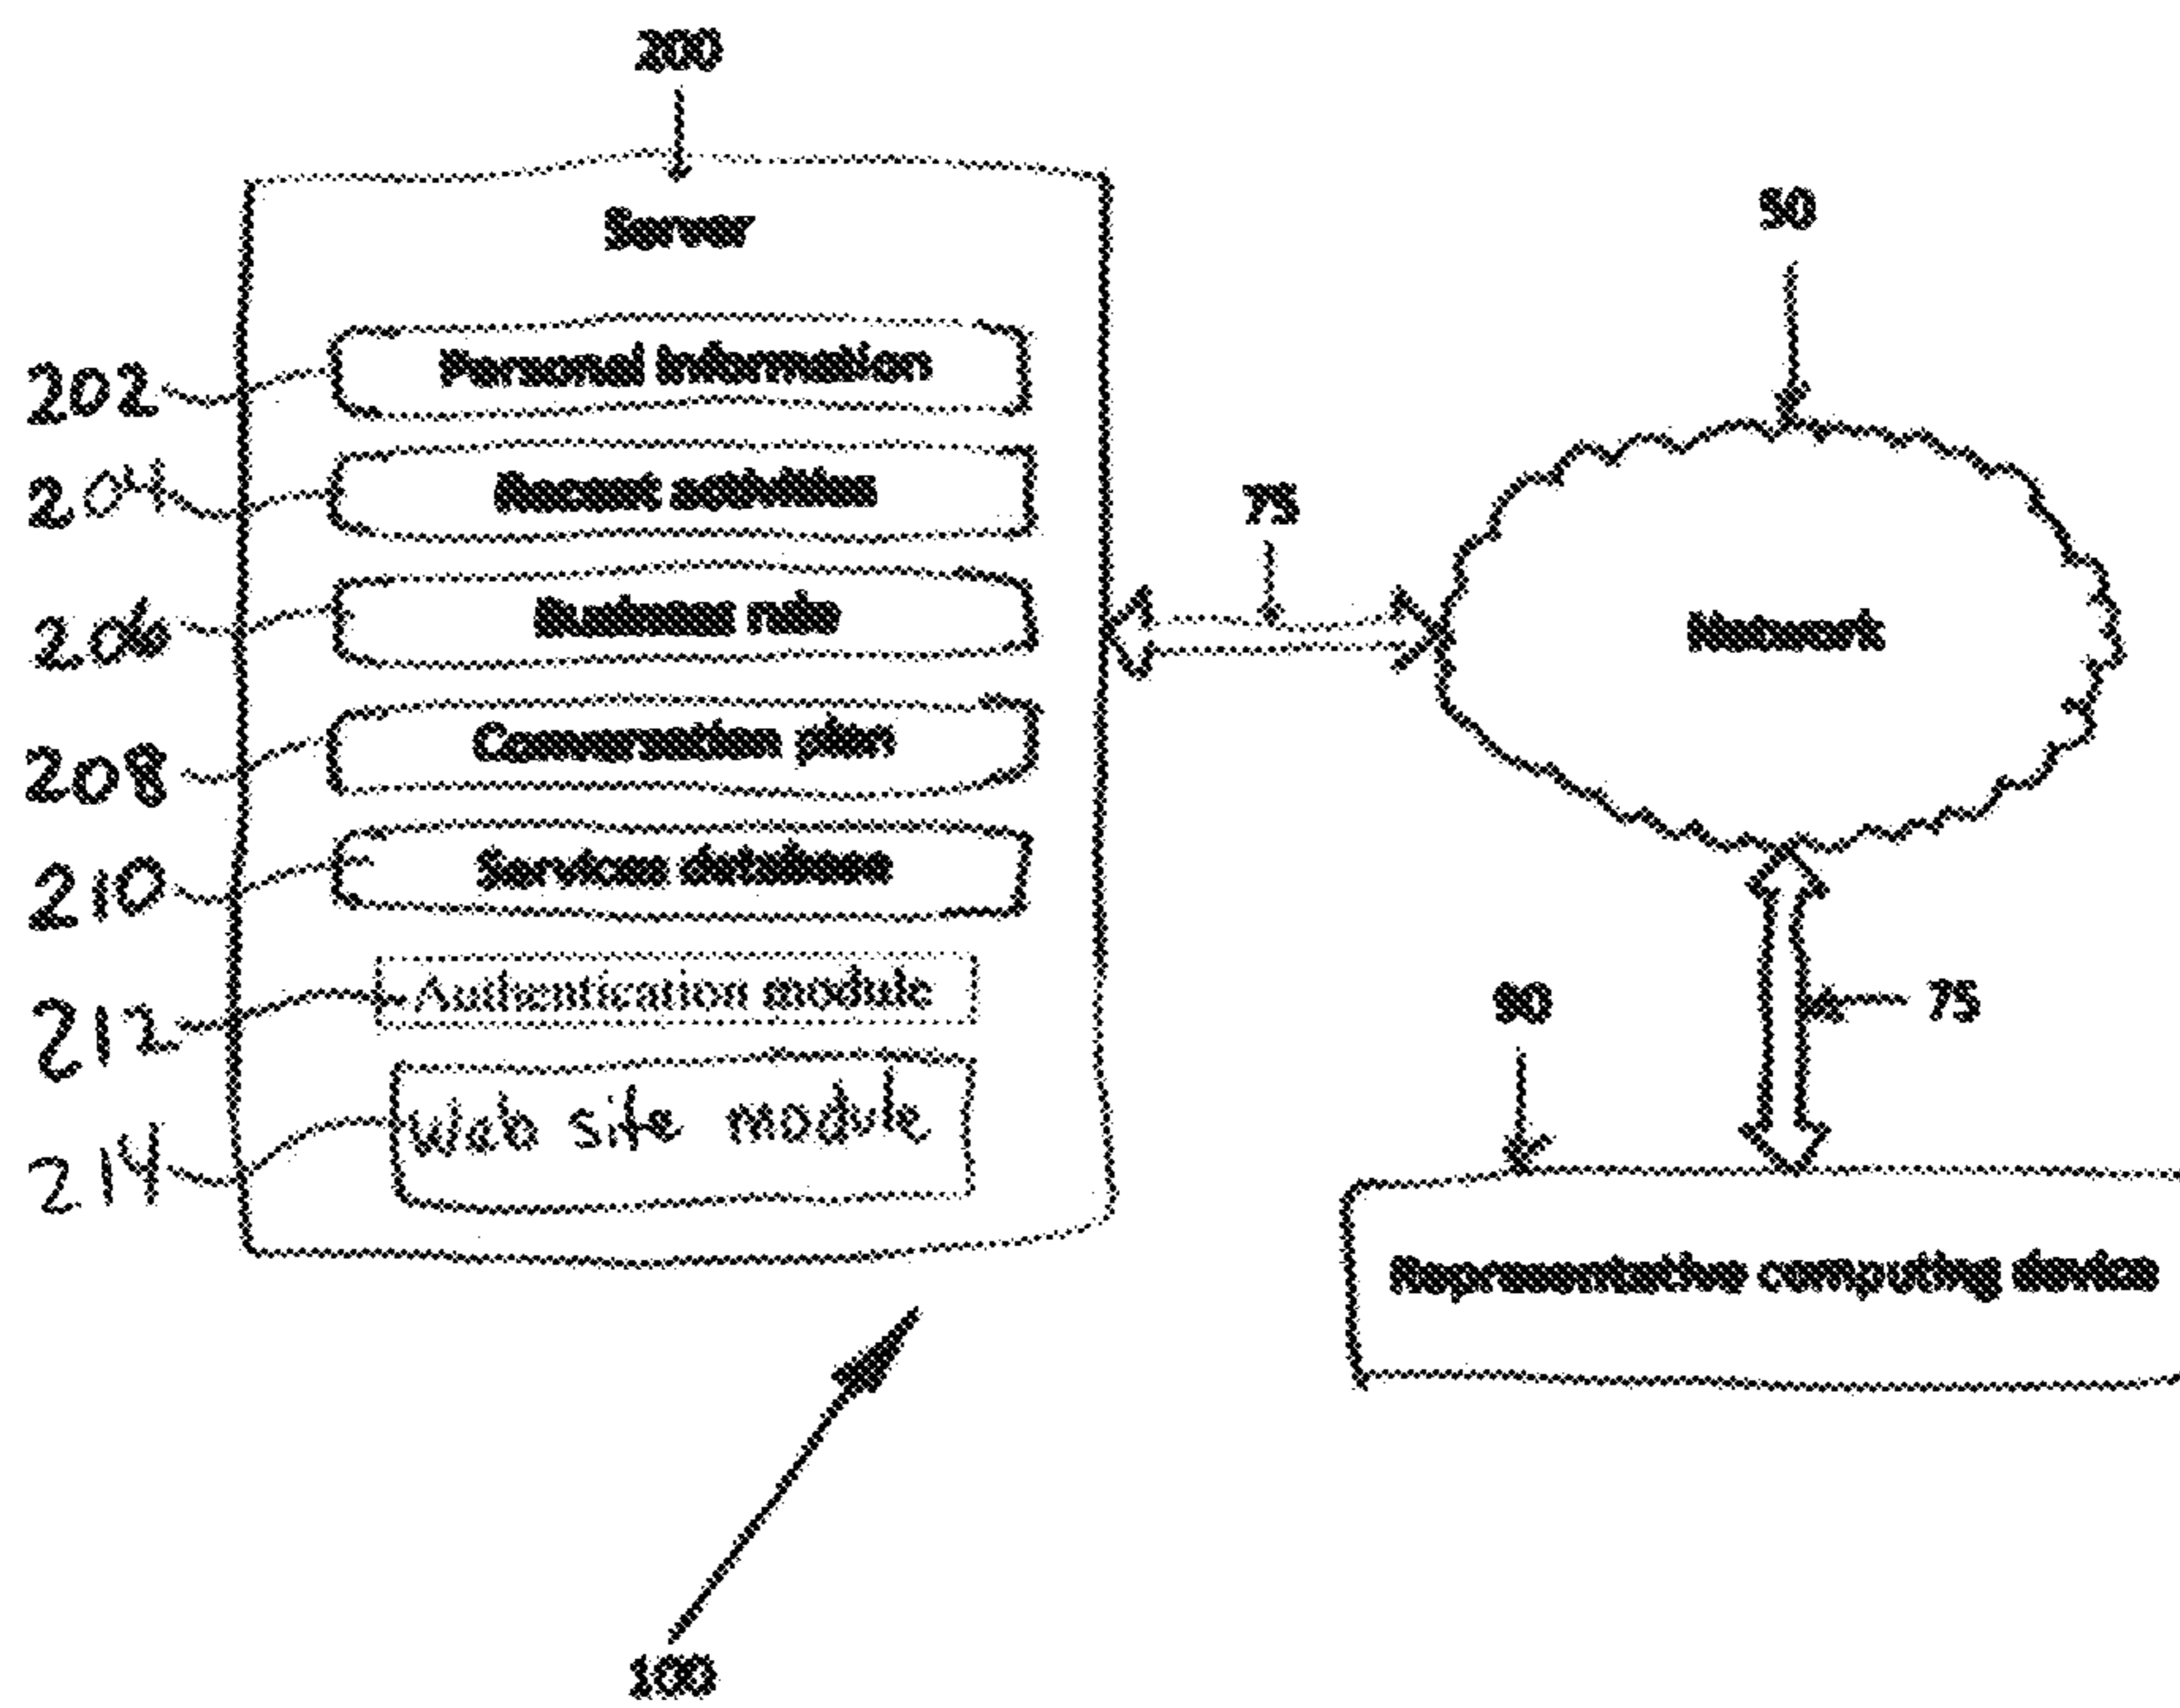 200
Server
202
Personal Information
204
Recent activities
206
Business rule
208
Conversation plan
210
Services database
212
Authentication module
214
Web site module
100
50
Network
75
75
90
Representative computing device